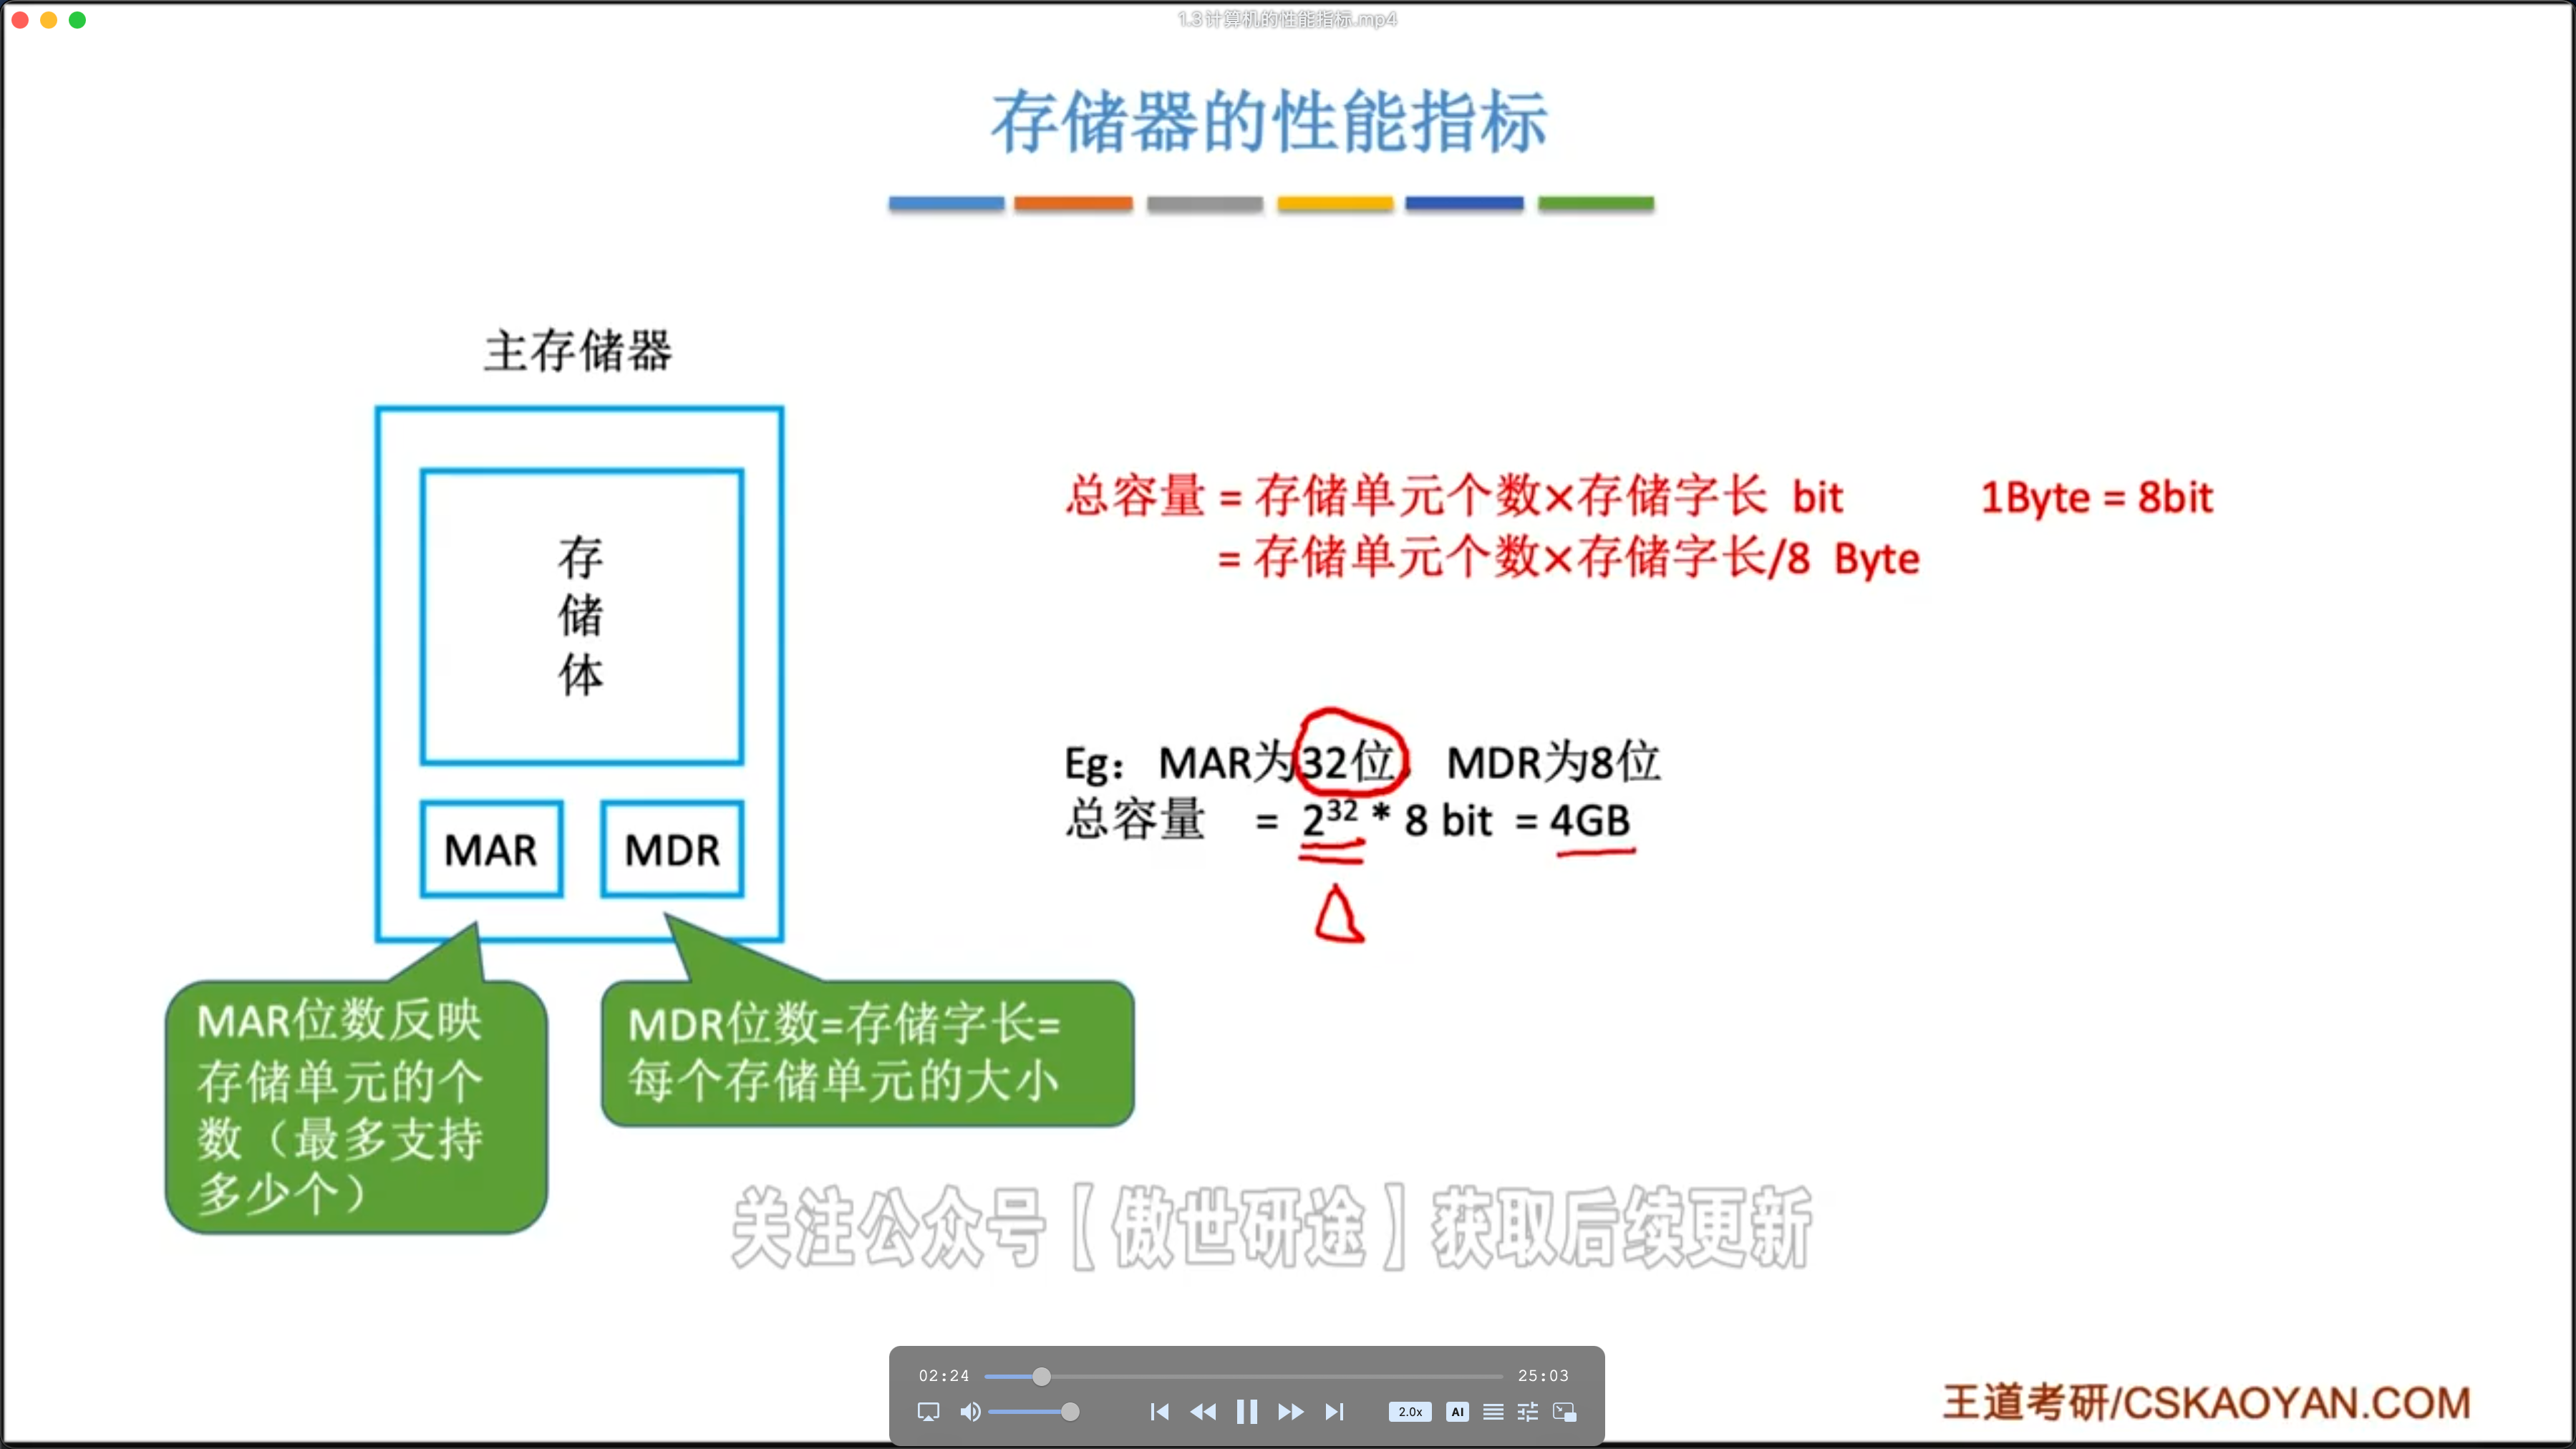 1.3计算机的性能指标.mp4
存储器的性能指标
主存储器
存
储
体
MAR
MDR
MAR位数反映
存储单元的个
数（最多支持
多少个）
MDR位数=存储字长=
每个存储单元的大小
总容量 = 存储单元个数×存储字长 bit
= 存储单元个数×存储字长/8 Byte
1Byte = 8bit
Eg： MAR为32位， MDR为8位
总容量 = 2³² * 8 bit = 4GB
关注公众号【傲世研途】获取后续更新
02:24
25:03
2.0x
AI
王道考研/CSKAOYAN.COM